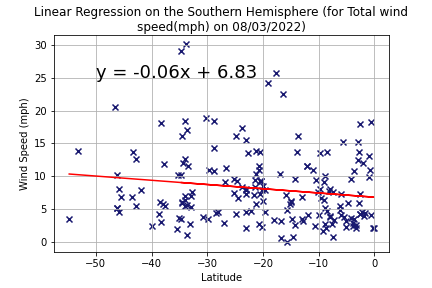 Linear Regression on the Southern Hemisphere (for Total wind
speed(mph) on 08/03/2022)
y = -0.06x + 6.83
Wind Speed (mph)
30
25
20
15
10
5
0
−50
−40
−30
−20
−10
0
Latitude